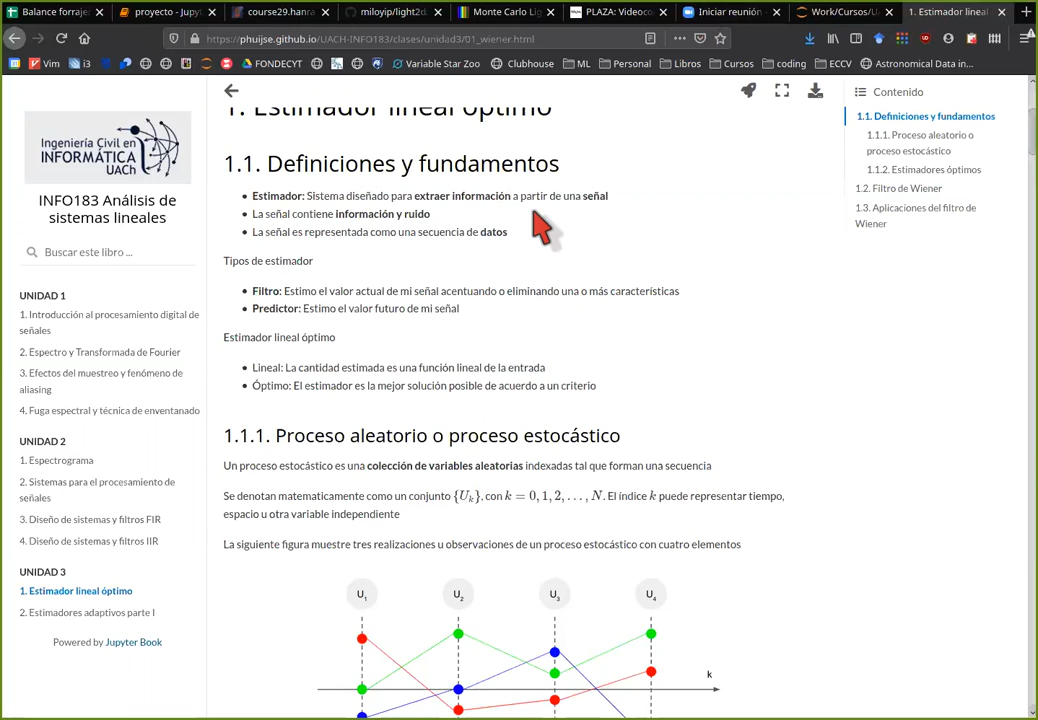 Balance forraje
proyecto - Jupyt
course29.hanra
miloyip/light2d
Monte Carlo Lig
PLAZA: Videoco
Iniciar reunión -
Work/Cursos/U
1. Estimador lineal
https://phuijse.github.io/UACH-INFO183/clases/unidad3/01_wiener.html
Vim
i3
FONDECYT
Variable Star Zoo
Clubhouse
ML
Personal
Libros
Cursos
coding
ECCV
Astronomical Data in...
Ingeniería Civil en
INFORMÁTICA
UACh
INFO183 Análisis de
sistemas lineales
Buscar este libro ...
UNIDAD 1
1. Introducción al procesamiento digital de
señales
2. Espectro y Transformada de Fourier
3. Efectos del muestreo y fenómeno de
aliasing
4. Fuga espectral y técnica de enventanado
UNIDAD 2
1. Espectrograma
2. Sistemas para el procesamiento de
señales
3. Diseño de sistemas y filtros FIR
4. Diseño de sistemas y filtros IIR
UNIDAD 3
1. Estimador lineal óptimo
2. Estimadores adaptivos parte I
Powered by Jupyter Book
1. Estimador lineal óptimo
1.1. Definiciones y fundamentos
• Estimador: Sistema diseñado para extraer información a partir de una señal
• La señal contiene información y ruido
• La señal es representada como una secuencia de datos
Tipos de estimador
• Filtro: Estimo el valor actual de mi señal acentuando o eliminando una o más características
• Predictor: Estimo el valor futuro de mi señal
Estimador lineal óptimo
• Lineal: La cantidad estimada es una función lineal de la entrada
• Óptimo: El estimador es la mejor solución posible de acuerdo a un criterio
1.1.1. Proceso aleatorio o proceso estocástico
Un proceso estocástico es una colección de variables aleatorias indexadas tal que forman una secuencia
Se denotan matematicamente como un conjunto {U_k}, con k = 0, 1, 2, …, N. El índice k puede representar tiempo,
espacio u otra variable independiente
La siguiente figura muestre tres realizaciones u observaciones de un proceso estocástico con cuatro elementos
U₁ U₂ U₃ U₄
k
Contenido
1.1. Definiciones y fundamentos
1.1.1. Proceso aleatorio o
proceso estocástico
1.1.2. Estimadores óptimos
1.2. Filtro de Wiener
1.3. Aplicaciones del filtro de
Wiener